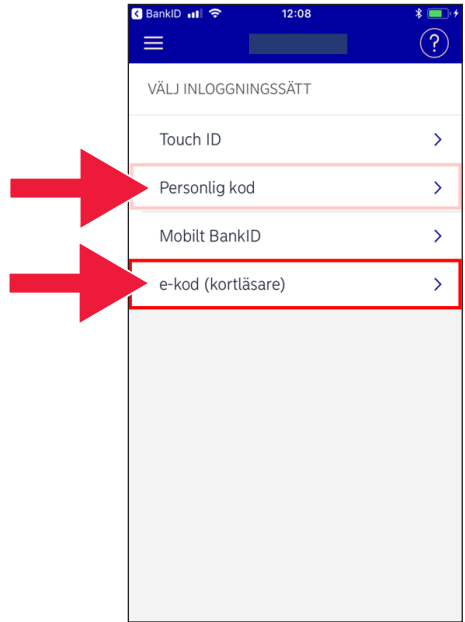 BankID 12:08
?
VÄLJ INLOGGNINGSSÄTT
Touch ID
Personlig kod
Mobilt BankID
e-kod (kortläsare)